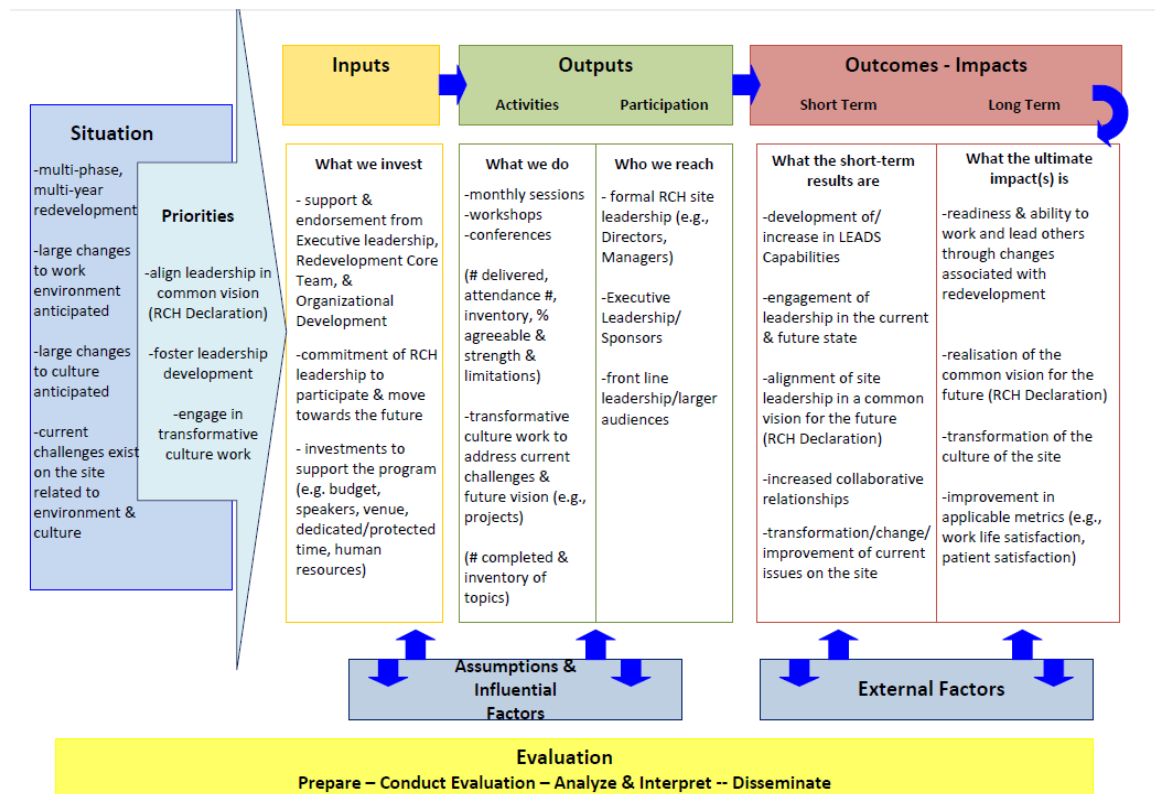 Situation
-multi-phase,
multi-year
redevelopment
-large changes
to work
environment
anticipated
-large changes
to culture
anticipated
-current
challenges exist
on the site
related to
environment &
culture
Priorities
-align leadership in
common vision
(RCH Declaration)
-foster leadership
development
-engage in
transformative
culture work
Inputs
What we invest
- support &
endorsement from
Executive leadership,
Redevelopment Core
Team, &
Organizational
Development
-commitment of RCH
leadership to
participate & move
towards the future
- investments to
support the program
(e.g. budget,
speakers, venue,
dedicated/protected
time, human
resources)
Outputs
Activities
Participation
What we do
-monthly sessions
-workshops
-conferences
(# delivered,
attendance #,
inventory, %
agreeable &
strength &
limitations)
-transformative
culture work to
address current
challenges &
future vision (e.g.,
projects)
(# completed &
inventory of
topics)
Who we reach
- formal RCH site
leadership (e.g.,
Directors,
Managers)
-Executive
Leadership/
Sponsors
-front line
leadership/larger
audiences
Outcomes - Impacts
Short Term
Long Term
What the short-term
results are
-development of/
increase in LEADS
Capabilities
-engagement of
leadership in the current
& future state
-alignment of site
leadership in a common
vision for the future
(RCH Declaration)
-increased collaborative
relationships
-transformation/change/
improvement of current
issues on the site
What the ultimate
impact(s) is
-readiness & ability to
work and lead others
through changes
associated with
redevelopment
-realisation of the
common vision for the
future (RCH Declaration)
-transformation of the
culture of the site
-improvement in
applicable metrics (e.g.,
work life satisfaction,
patient satisfaction)
Assumptions &
Influential
Factors
External Factors
Evaluation
Prepare – Conduct Evaluation – Analyze & Interpret -- Disseminate